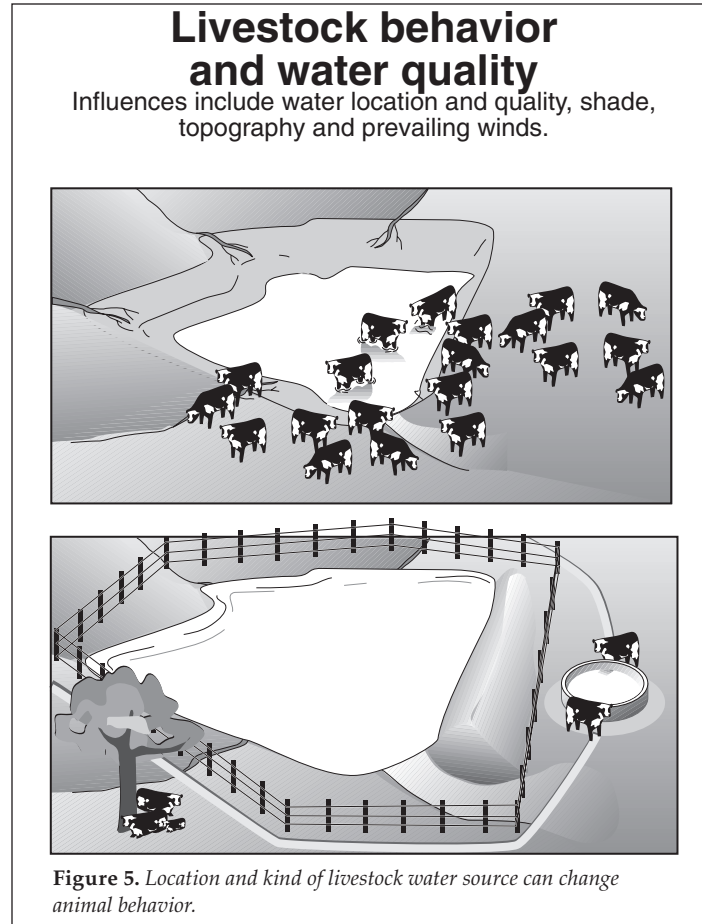 Livestock behavior
and water quality
Influences include water location and quality, shade,
topography and prevailing winds.
Figure 5. Location and kind of livestock water source can change
animal behavior.